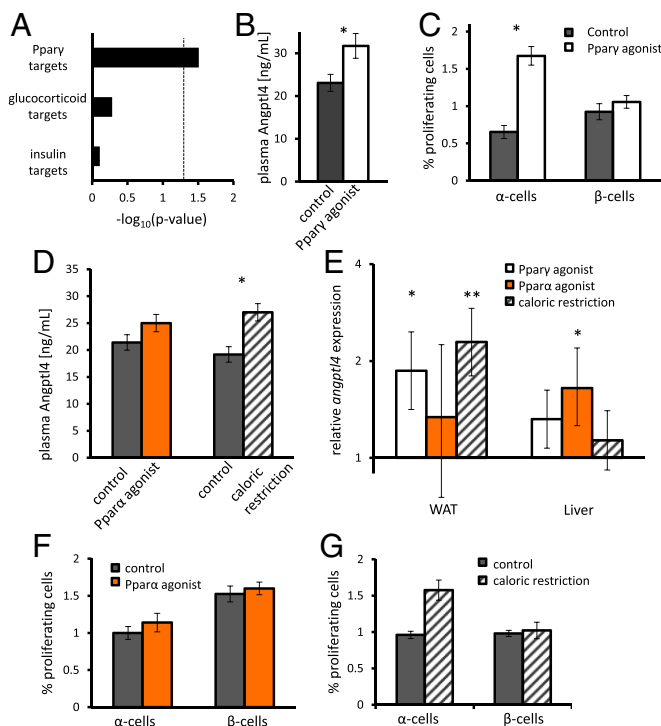 A
Pparγ
targets
glucocorticoid
targets
insulin
targets
0 0.5 1 1.5 2
-log10(p-value)
B
plasma Angptl4 [ng/mL]
30
20
10
0
*
control
Pparγ agonist
C
% proliferating cells
2
1.5
1
0.5
0
*
Control
Pparγ agonist
α-cells β-cells
D
plasma Angptl4 [ng/mL]
35
30
25
20
15
10
5
0
*
control
Pparα agonist
control
caloric
restriction
E
relative angptl4 expression
4
2
1
Pparγ agonist
Pparα agonist
caloric restriction
* ** *
WAT Liver
F
% proliferating cells
2
1.5
1
0.5
0
control
Pparα agonist
α-cells β-cells
G
% proliferating cells
2
1.5
1
0.5
0
control
caloric restriction
α-cells β-cells